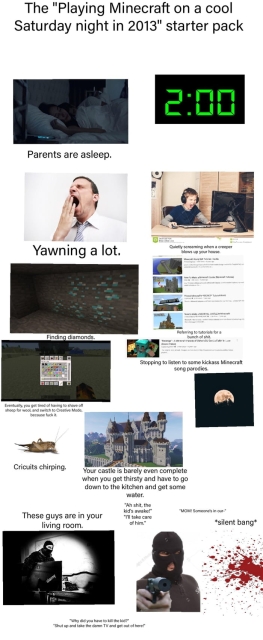 The "Playing Minecraft on a cool
Saturday night in 2013" starter pack
2:00
Parents are asleep.
Yawning a lot.
Quietly screaming when a creeper
blows up your house.
Finding diamonds.
Referring to tutorials for a
bunch of shit.
Stopping to listen to some kickass Minecraft
song parodies.
Eventually, you get tired of having to shave off
sheep for wool, and switch to Creative Mode,
because fuck it.
Cricuits chirping.
Your castle is barely even complete
when you get thirsty and have to go
down to the kitchen and get some
water.
These guys are in your
living room.
"Ah shit, the
kid's awake!"
"I'll take care
of him."
"MOM! Someone's in our-"
*silent bang*
"Why did you have to kill the kid?"
"Shut up and take the damn TV and get out of here!"